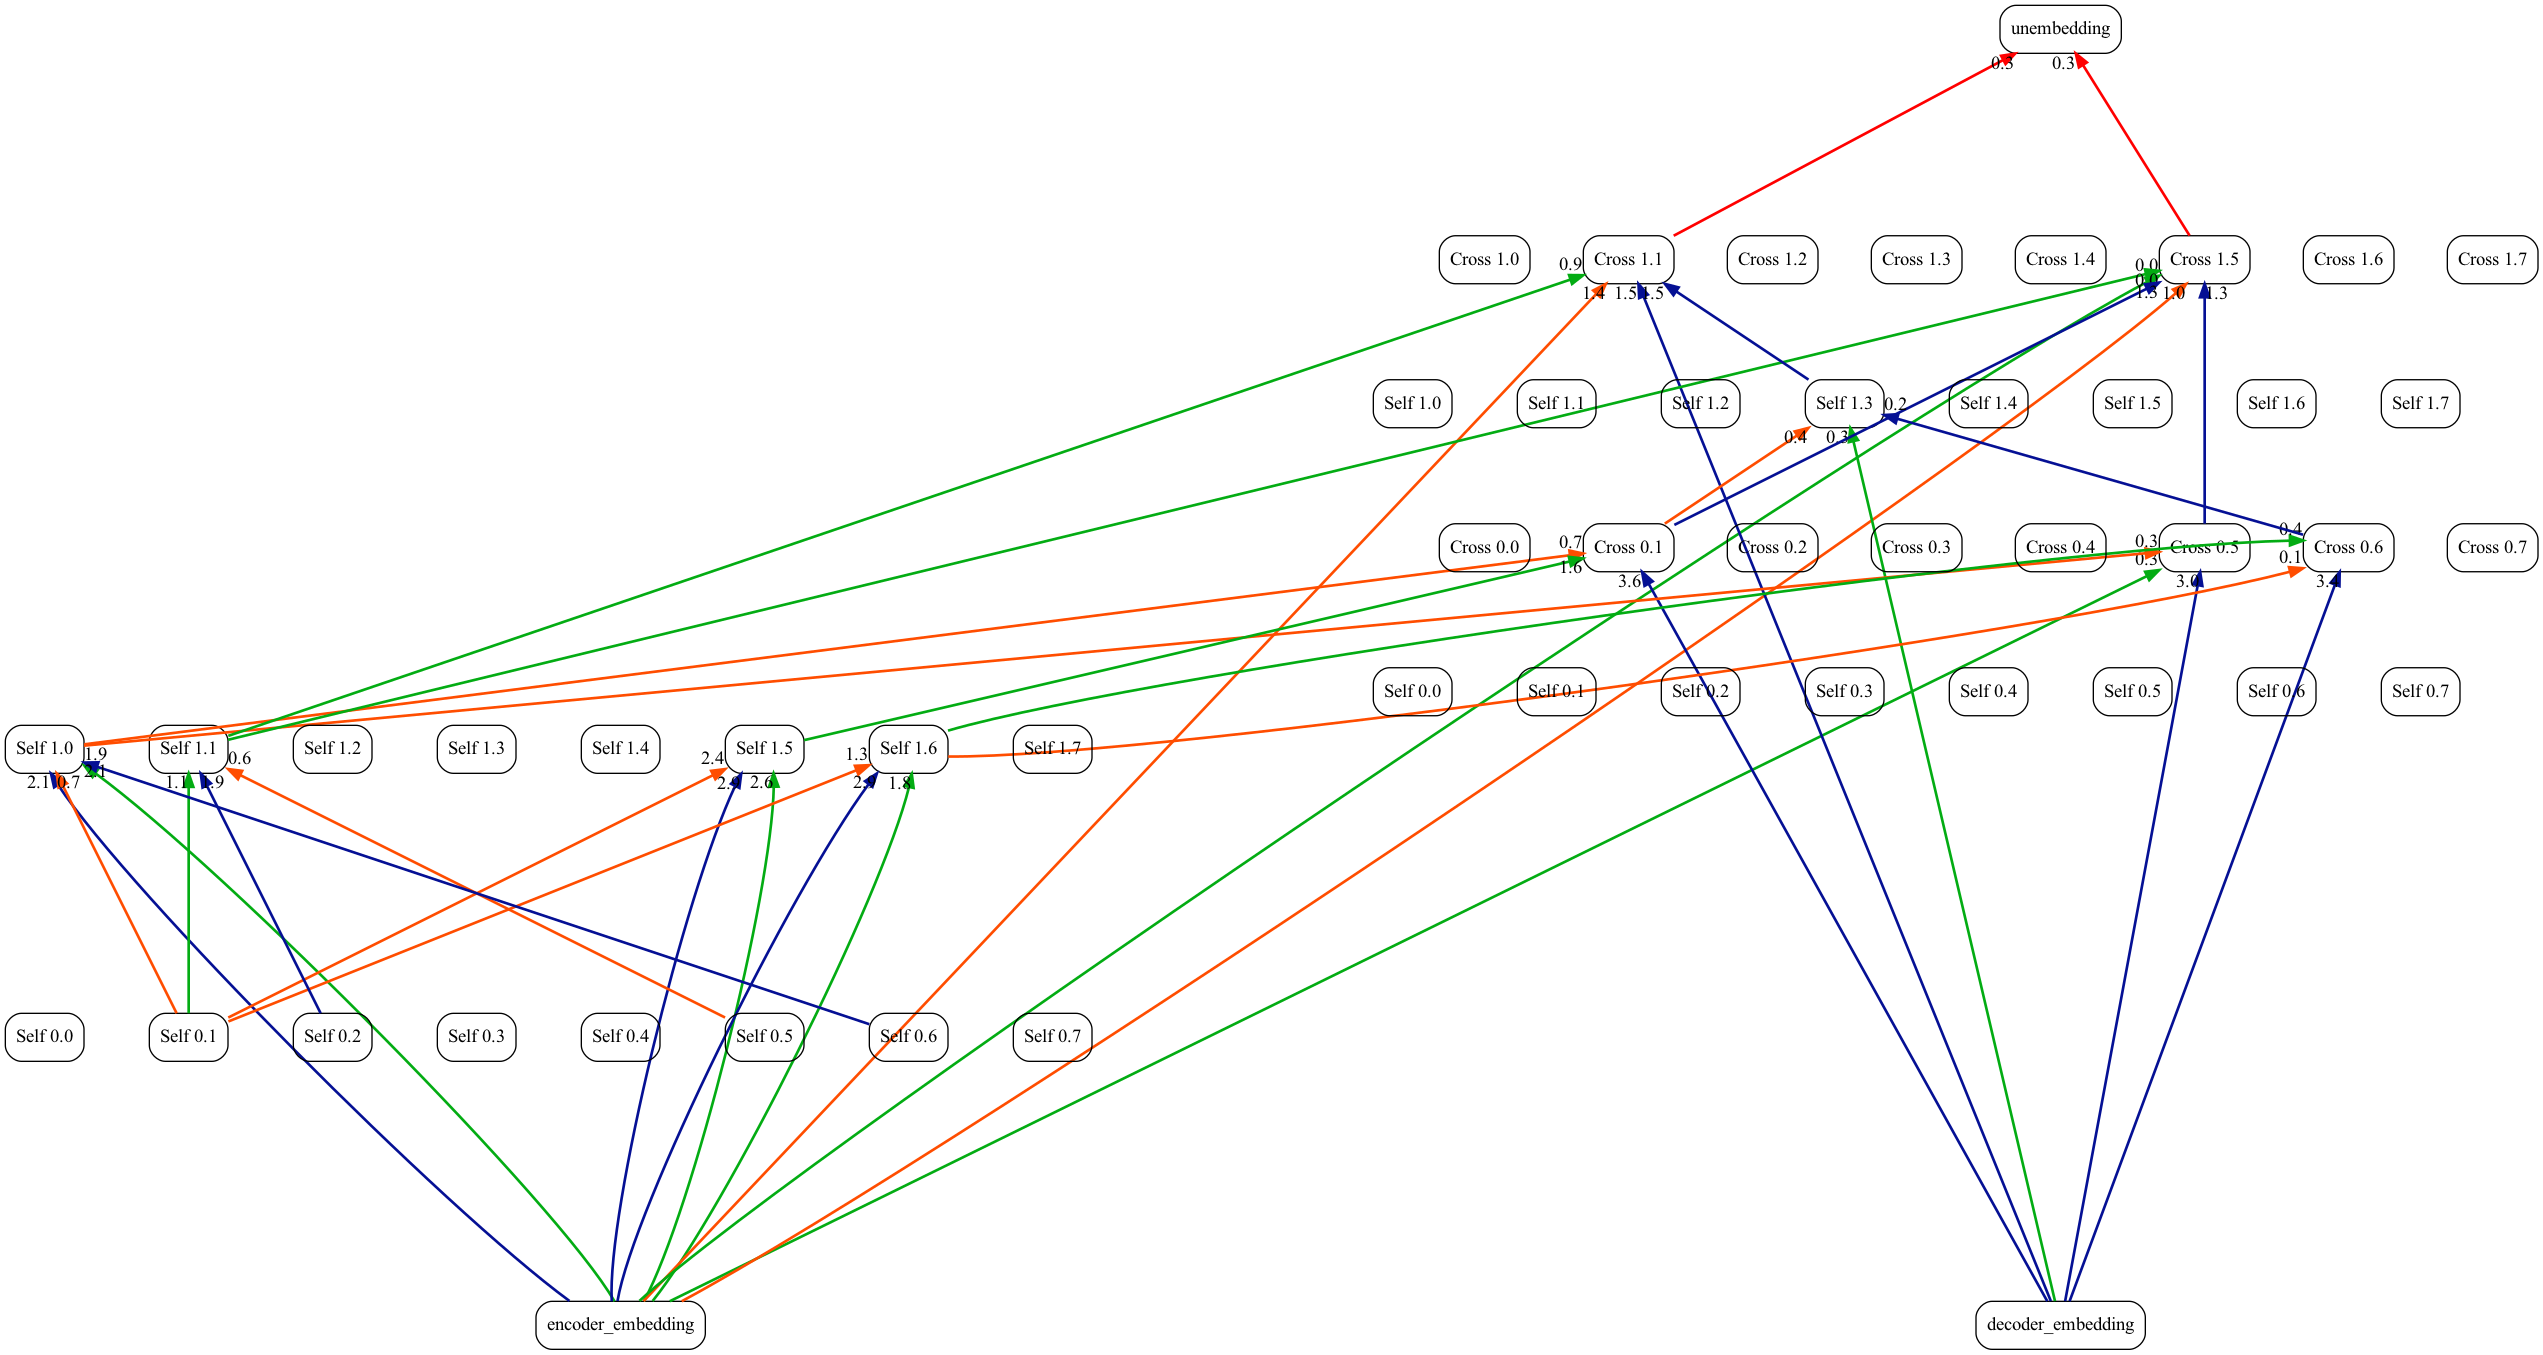 unembedding
0.3
0.3
Cross 1.0
0.9
Cross 1.1
Cross 1.2
Cross 1.3
Cross 1.4
0.0
Cross 1.5
Cross 1.6
Cross 1.7
0.0
1.4
1.5
1.5
1.3
1.0
1.3
Self 1.0
Self 1.1
Self 1.2
Self 1.3
0.2
Self 1.4
Self 1.5
Self 1.6
Self 1.7
0.4
0.3
0.4
Cross 0.0
0.7
Cross 0.1
Cross 0.2
Cross 0.3
Cross 0.4
0.3
Cross 0.5
0.1
Cross 0.6
Cross 0.7
1.6
0.3
3.6
3.4
Self 0.0
Self 0.1
Self 0.2
Self 0.3
Self 0.4
Self 0.5
Self 0.6
Self 0.7
Self 1.0
1.9
Self 1.1
0.6
Self 1.2
Self 1.3
Self 1.4
2.4
Self 1.5
1.3
Self 1.6
Self 1.7
2.1
2.1
0.7
1.1
2.6
1.8
Self 0.0
Self 0.1
Self 0.2
Self 0.3
Self 0.4
Self 0.5
Self 0.6
Self 0.7
encoder_embedding
decoder_embedding